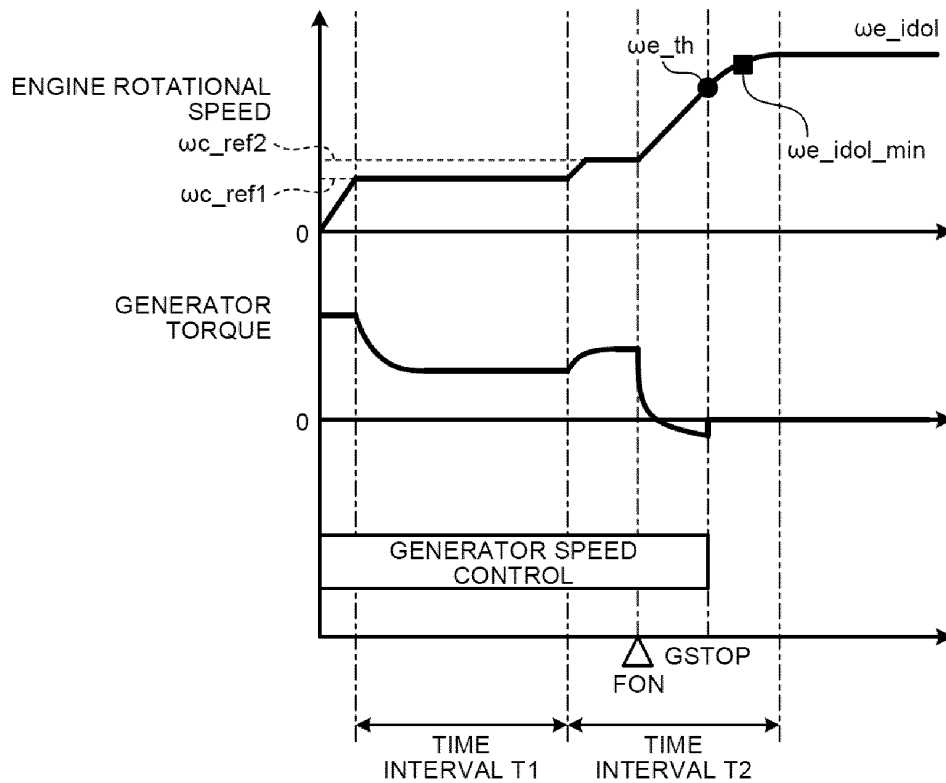 ωe_idol
ωe_th
ENGINE ROTATIONAL
SPEED
ωc_ref2
ωe_idol_min
ωc_ref1
0
GENERATOR
TORQUE
0
GENERATOR SPEED
CONTROL
GSTOP
FON
TIME
INTERVAL T1
TIME
INTERVAL T2